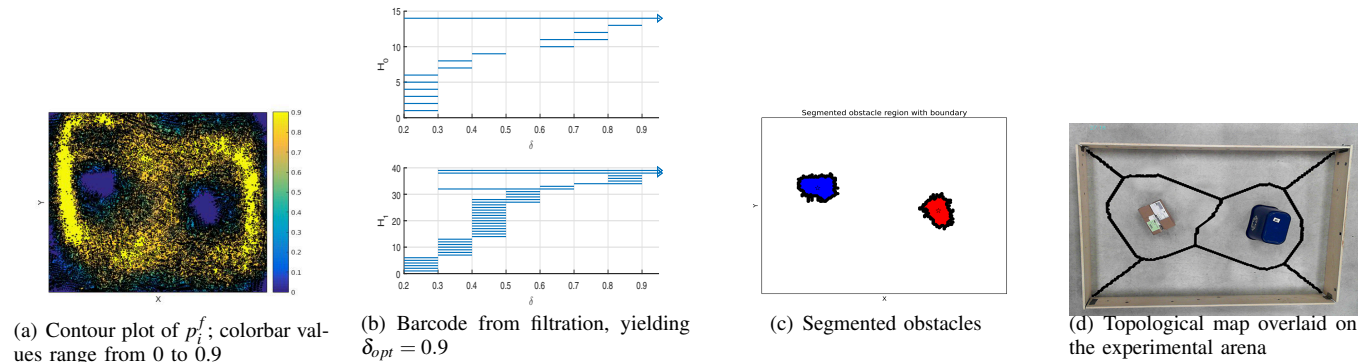 15
10
5
0
H₀
0.2 0.3 0.4 0.5 0.6 0.7 0.8 0.9
δ
40
30
20
10
0
H₁
0.2 0.3 0.4 0.5 0.6 0.7 0.8 0.9
δ
0.9
0.8
0.7
0.6
0.5
0.4
0.3
0.2
0.1
0
Y
X
Segmented obstacle region with boundary
Y
X
(a) Contour plot of p_i^f; colorbar val-
ues range from 0 to 0.9
(b) Barcode from filtration, yielding
δ_opt = 0.9
(c) Segmented obstacles
(d) Topological map overlaid on
the experimental arena